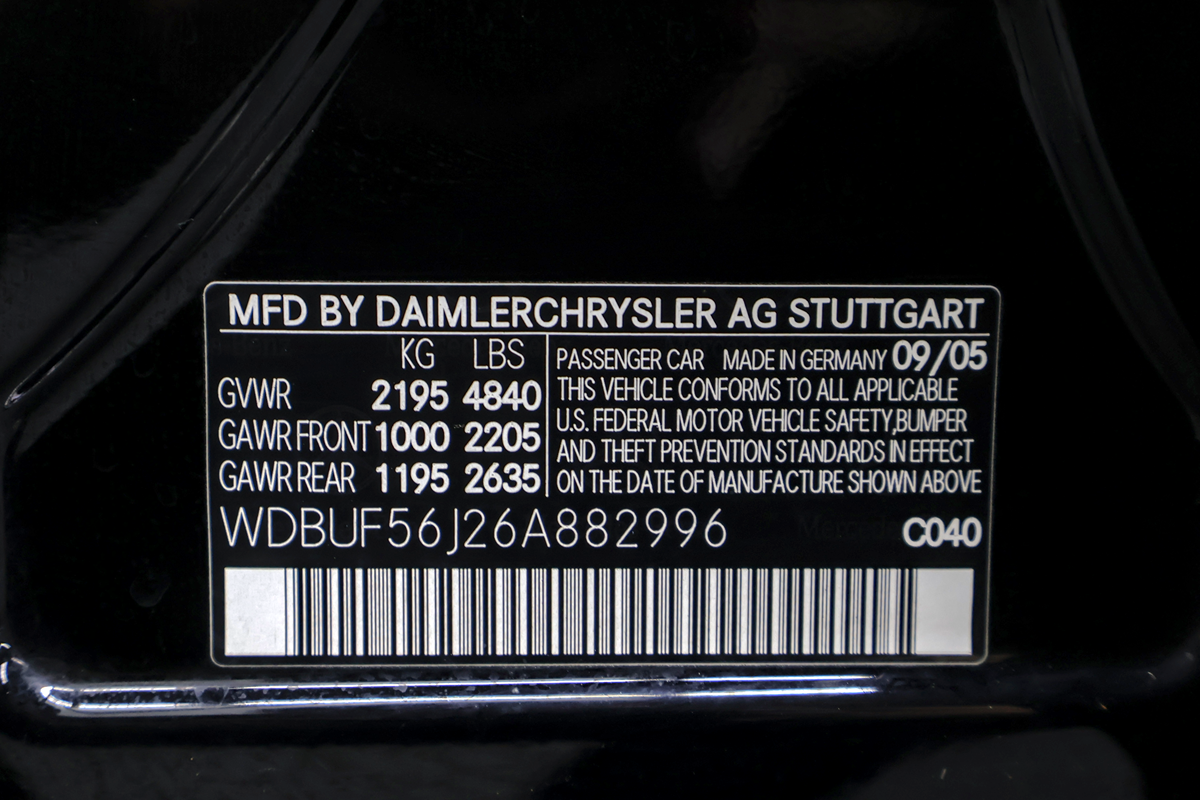 MFD BY DAIMLERCHRYSLER AG STUTTGART
KG LBS
GVWR 2195 4840
GAWR FRONT 1000 2205
GAWR REAR 1195 2635
PASSENGER CAR MADE IN GERMANY 09/05
THIS VEHICLE CONFORMS TO ALL APPLICABLE
U.S. FEDERAL MOTOR VEHICLE SAFETY,BUMPER
AND THEFT PREVENTION STANDARDS IN EFFECT
ON THE DATE OF MANUFACTURE SHOWN ABOVE
WDBUF56J26A882996 C040